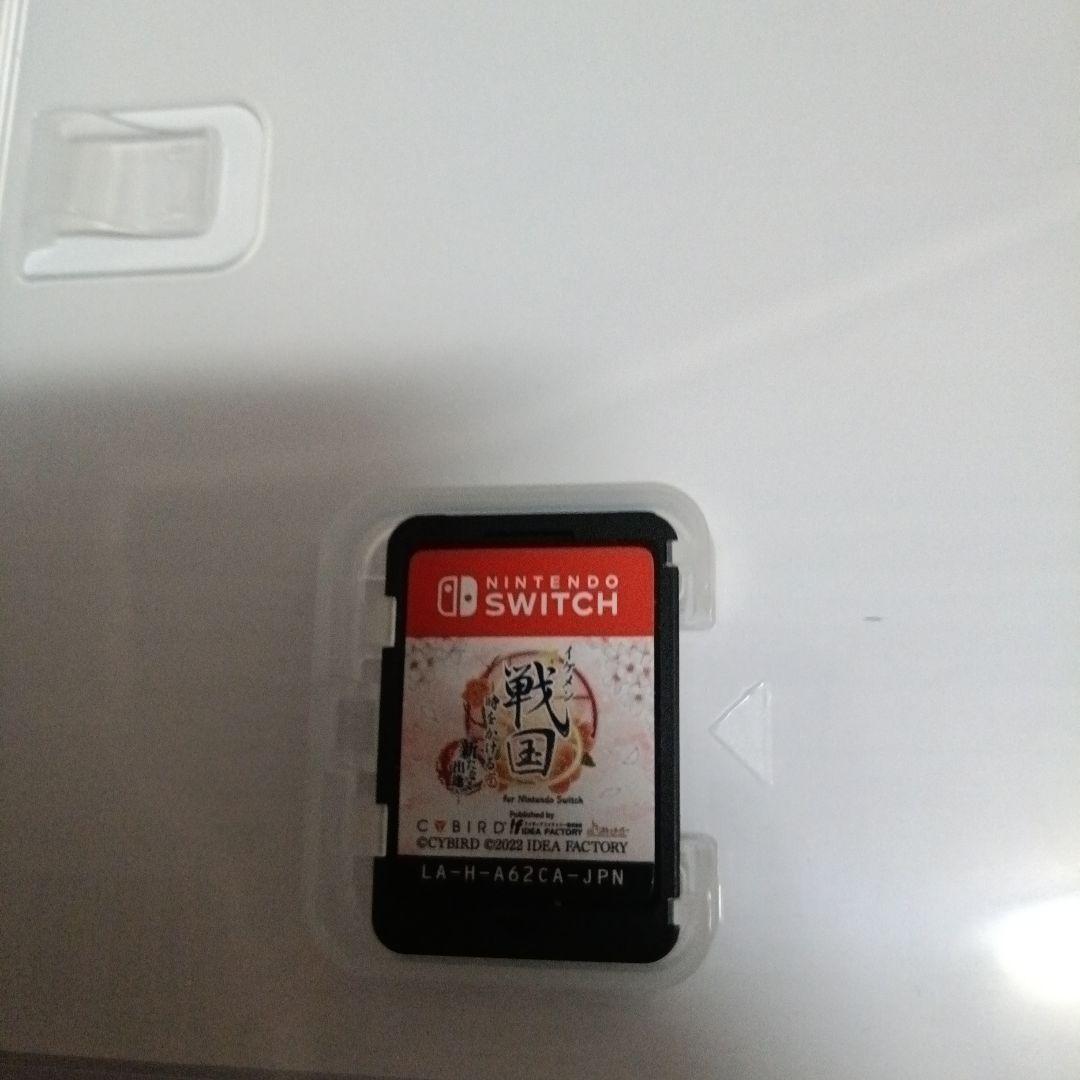 NINTENDO
SWITCH
イケメン
戦国
時をかける恋
新たなる
出逢い
for Nintendo Switch
Published by
CYBIRD
IDEA FACTORY
©CYBIRD ©2022 IDEA FACTORY
LA-H-A62CA-JPN